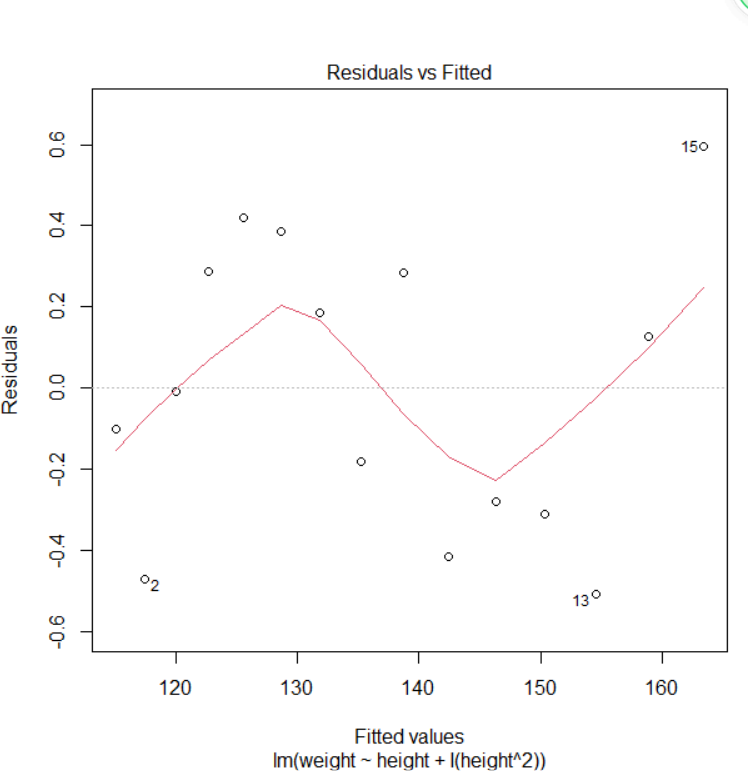 Residuals vs Fitted
Residuals
0.6
0.4
0.2
0.0
-0.2
-0.4
-0.6
15
2
13
120 130 140 150 160
Fitted values
lm(weight ~ height + I(height^2))